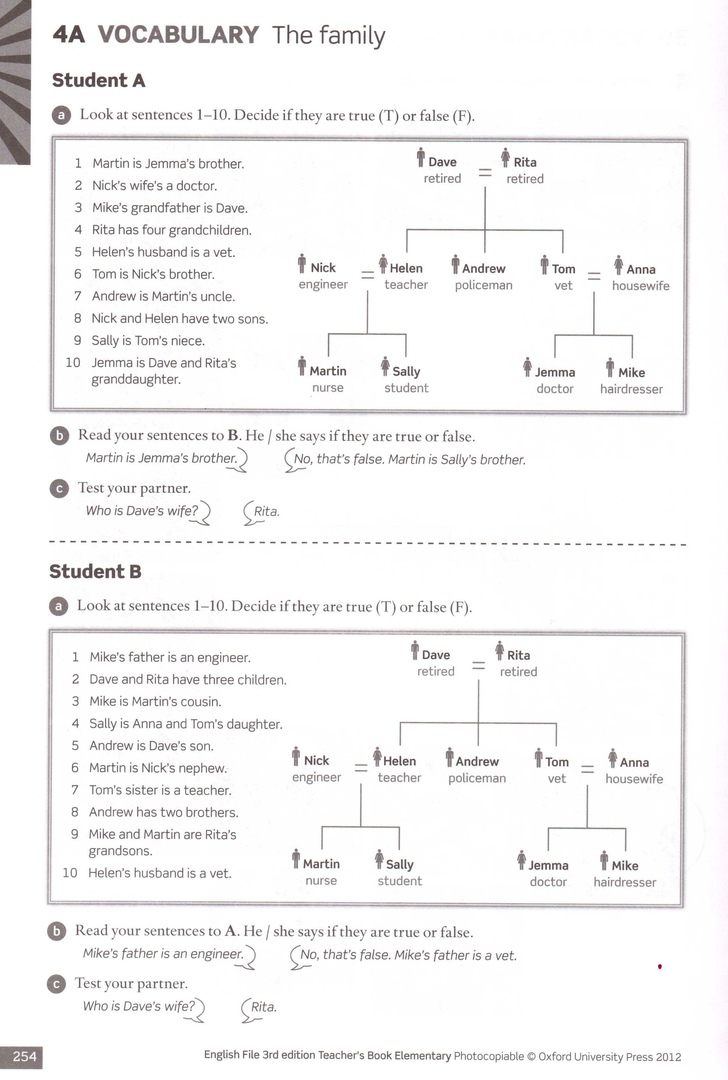 4A VOCABULARY The family
Student A
a Look at sentences 1–10. Decide if they are true (T) or false (F).
1 Martin is Jemma's brother.
2 Nick's wife's a doctor.
3 Mike's grandfather is Dave.
4 Rita has four grandchildren.
5 Helen's husband is a vet.
6 Tom is Nick's brother.
7 Andrew is Martin's uncle.
8 Nick and Helen have two sons.
9 Sally is Tom's niece.
10 Jemma is Dave and Rita's
granddaughter.
Dave = Rita
retired retired
Nick = Helen Andrew Tom = Anna
engineer teacher policeman vet housewife
Martin Sally Jemma Mike
nurse student doctor hairdresser
b Read your sentences to B. He / she says if they are true or false.
Martin is Jemma's brother. No, that's false. Martin is Sally's brother.
c Test your partner.
Who is Dave's wife? Rita.
Student B
a Look at sentences 1–10. Decide if they are true (T) or false (F).
1 Mike's father is an engineer.
2 Dave and Rita have three children.
3 Mike is Martin's cousin.
4 Sally is Anna and Tom's daughter.
5 Andrew is Dave's son.
6 Martin is Nick's nephew.
7 Tom's sister is a teacher.
8 Andrew has two brothers.
9 Mike and Martin are Rita's
grandsons.
10 Helen's husband is a vet.
Dave = Rita
retired retired
Nick = Helen Andrew Tom = Anna
engineer teacher policeman vet housewife
Martin Sally Jemma Mike
nurse student doctor hairdresser
b Read your sentences to A. He / she says if they are true or false.
Mike's father is an engineer. No, that's false. Mike's father is a vet.
c Test your partner.
Who is Dave's wife? Rita.
254 English File 3rd edition Teacher's Book Elementary Photocopiable © Oxford University Press 2012